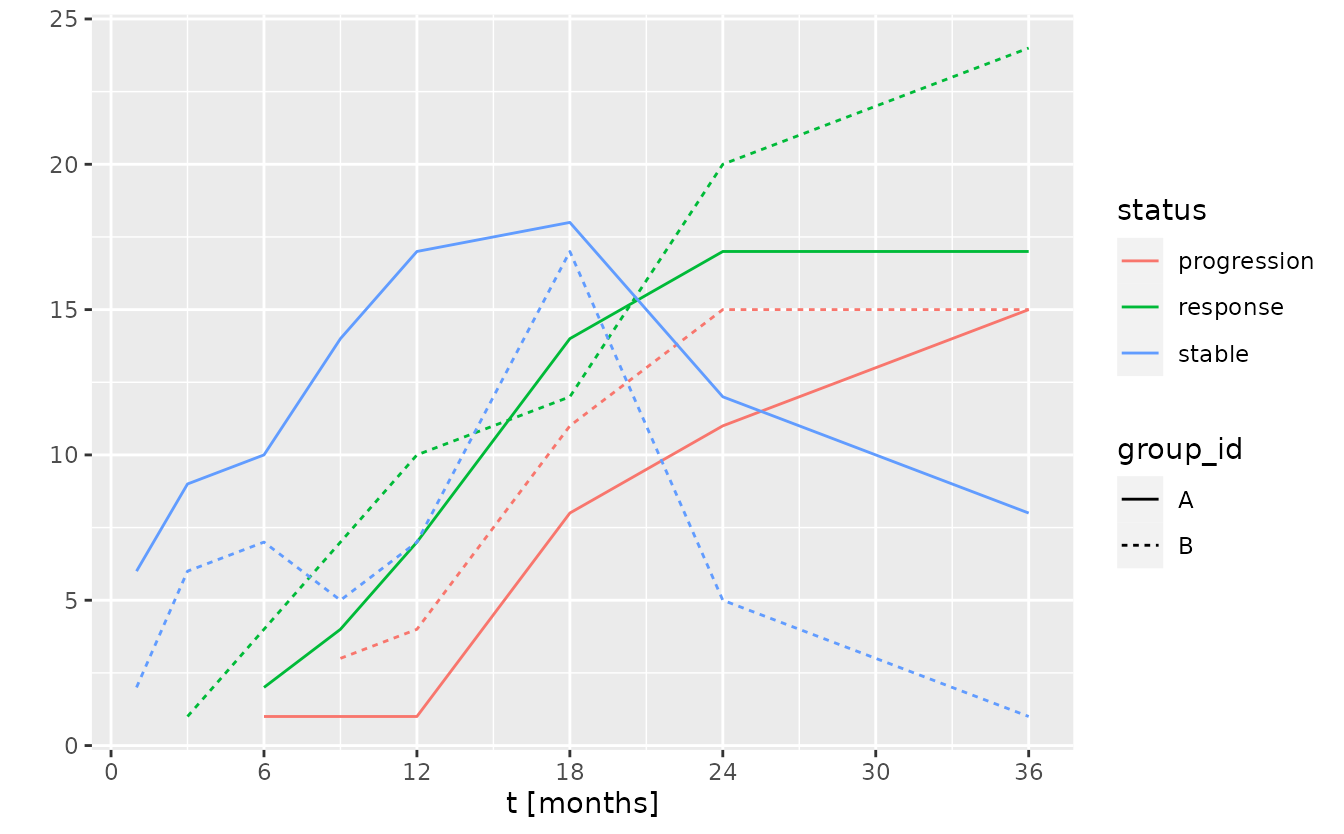 25
20
15
10
5
0
0 6 12 18 24 30 36
t [months]
status
progression
response
stable
group_id
A
B